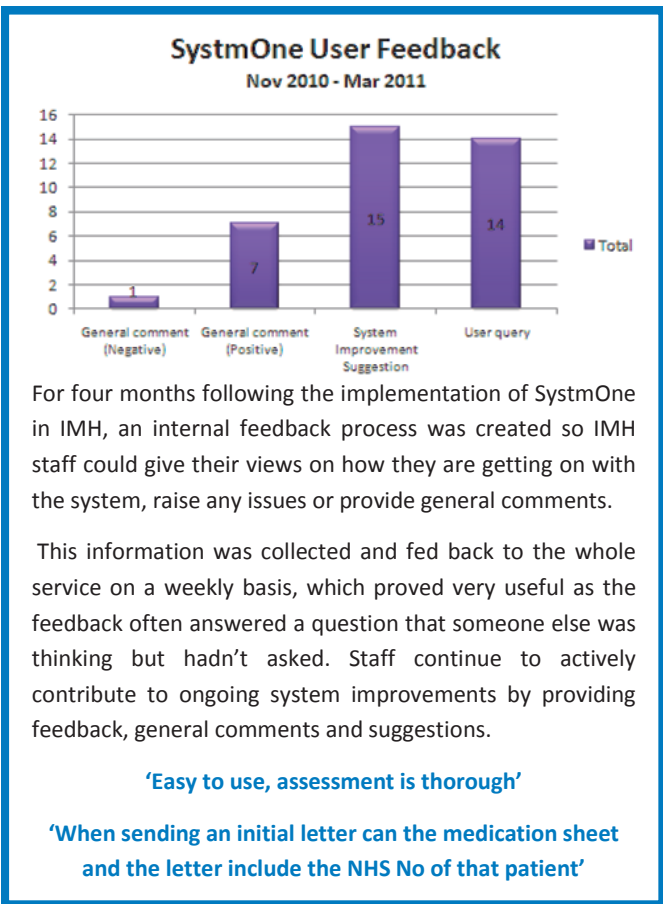 SystmOne User Feedback
Nov 2010 - Mar 2011
16
14
12
10
8
6
4
2
0
1
7
15
14
Total
General comment (Negative)
General comment (Positive)
System Improvement Suggestion
User query
For four months following the implementation of SystmOne
in IMH, an internal feedback process was created so IMH
staff could give their views on how they are getting on with
the system, raise any issues or provide general comments.
This information was collected and fed back to the whole
service on a weekly basis, which proved very useful as the
feedback often answered a question that someone else was
thinking but hadn’t asked. Staff continue to actively
contribute to ongoing system improvements by providing
feedback, general comments and suggestions.
‘Easy to use, assessment is thorough’
‘When sending an initial letter can the medication sheet
and the letter include the NHS No of that patient’